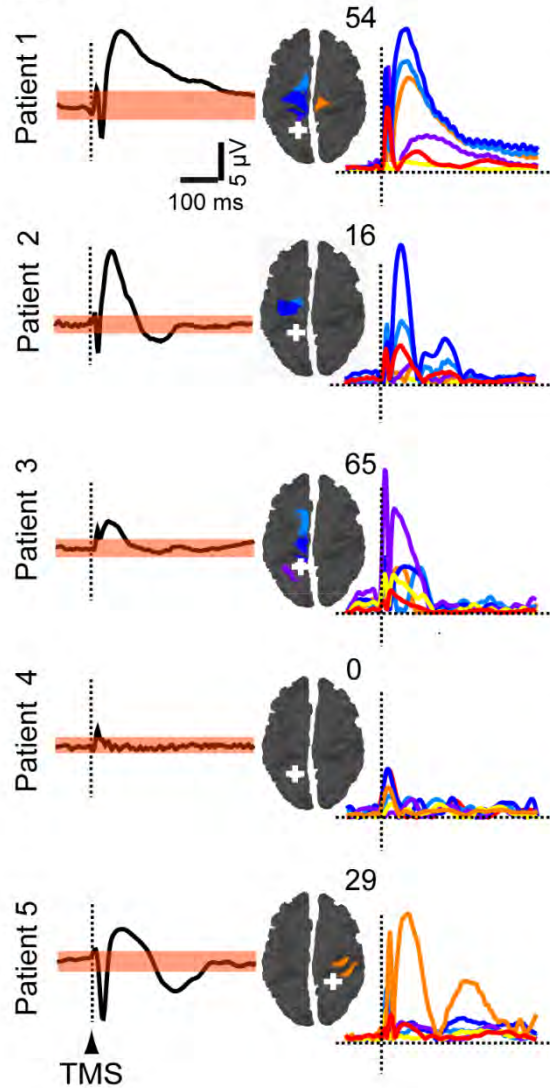 Patient 1
54
5 µV
100 ms
Patient 2
16
Patient 3
65
Patient 4
0
Patient 5
29
TMS